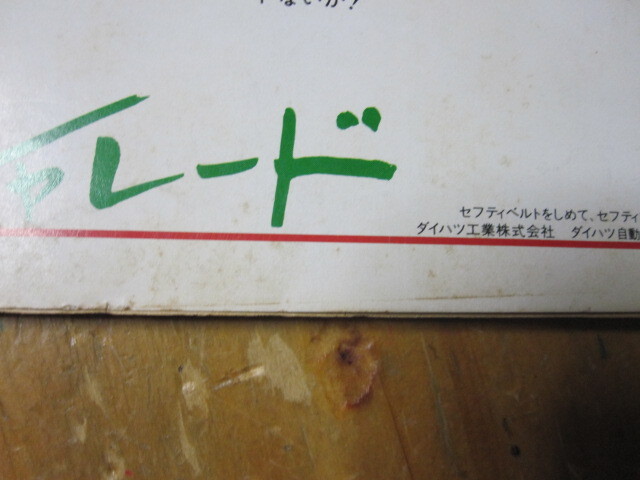 ないか!
ャレード
セフティベルトをしめて、セフティ
ダイハツ工業株式会社　ダイハツ自動